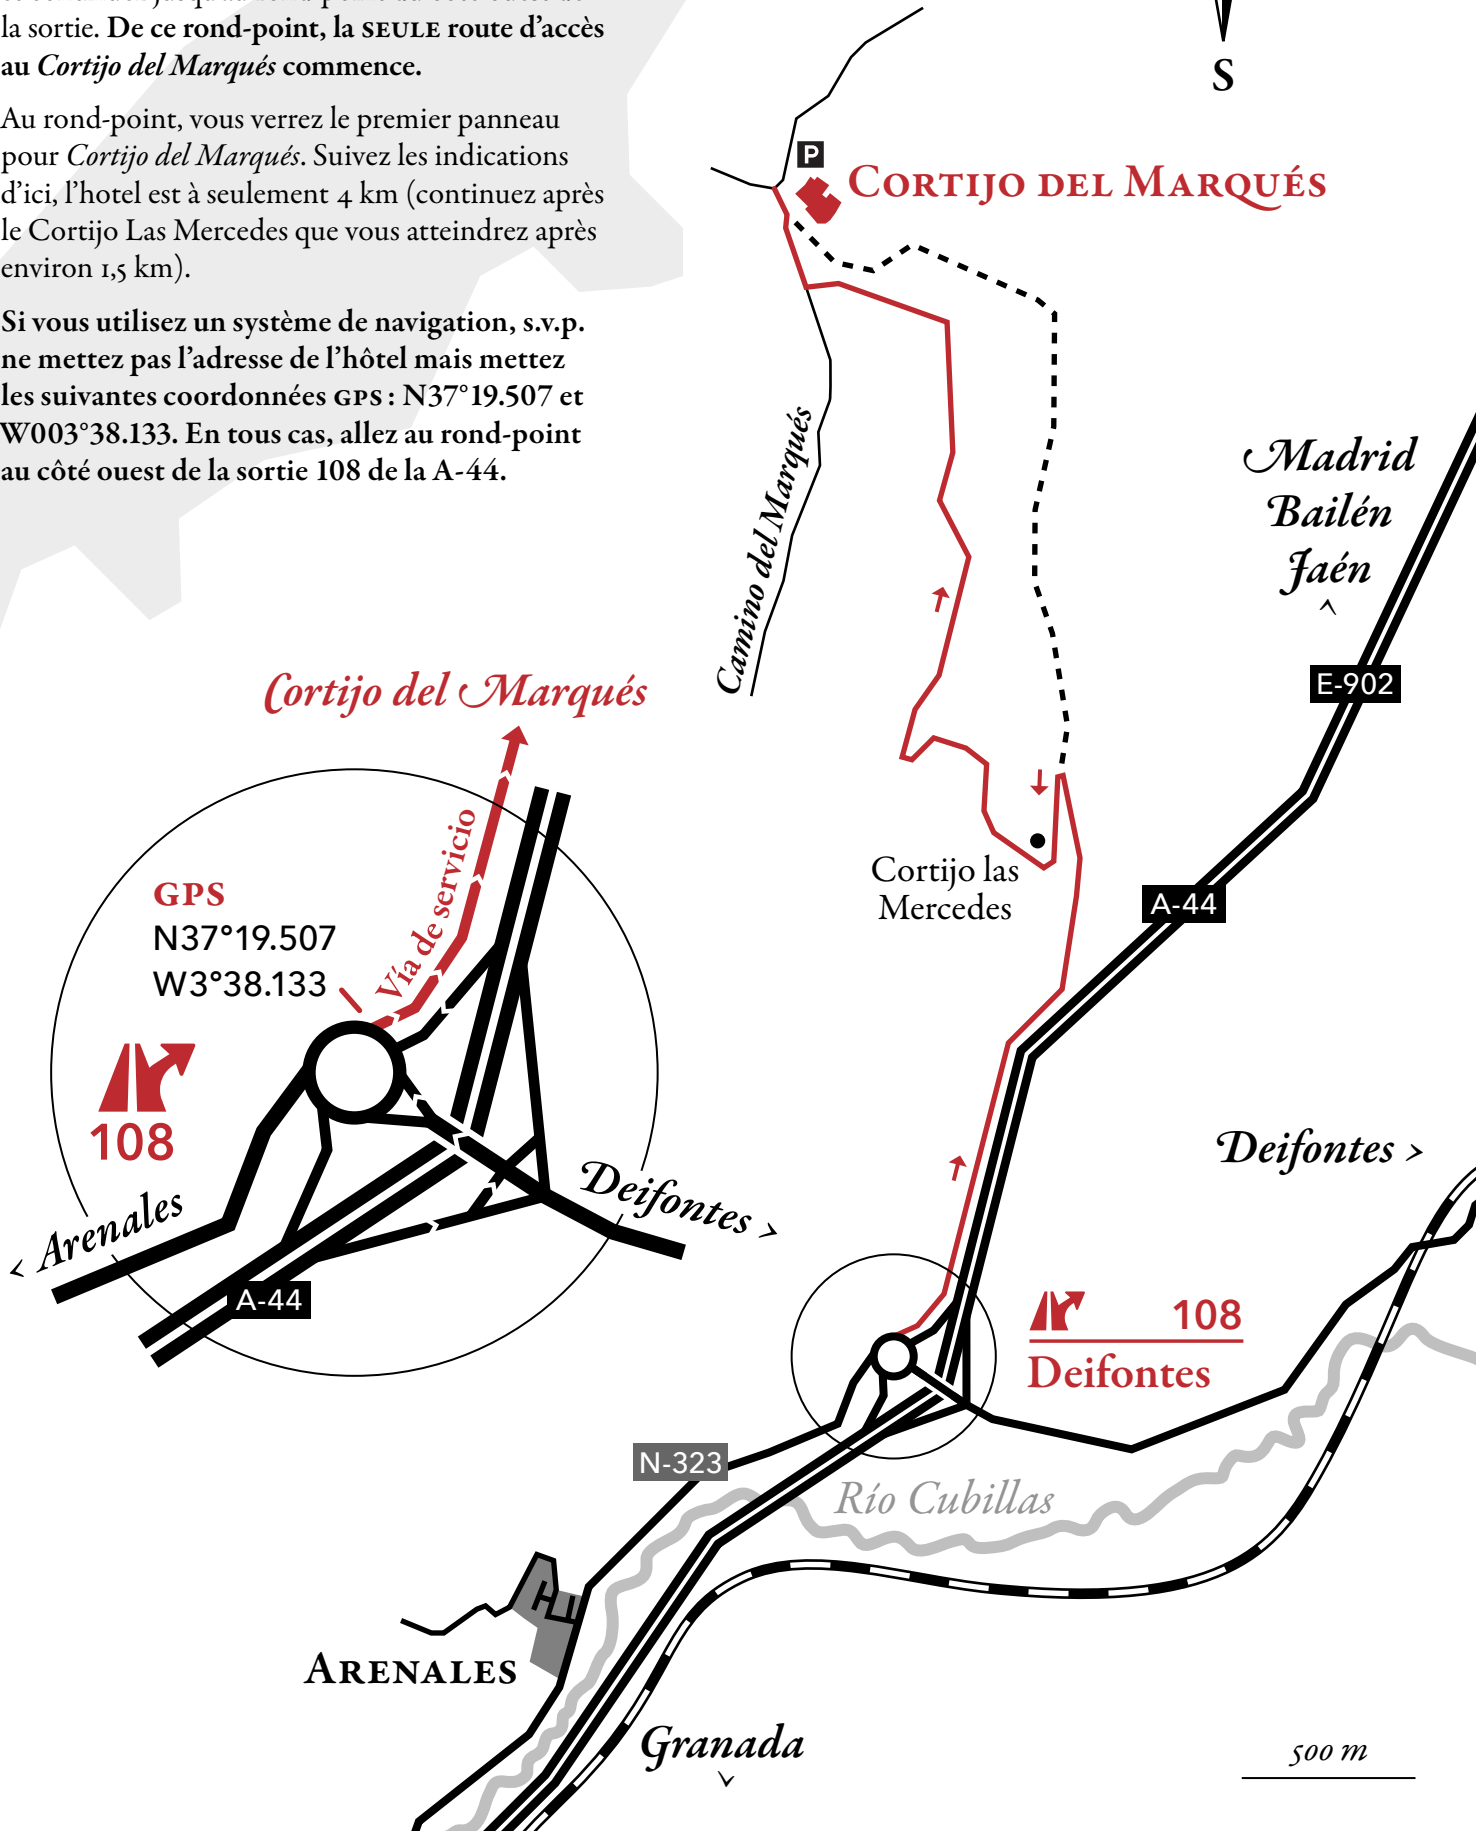 la sortie. De ce rond-point, la SEULE route d’accès
au Cortijo del Marqués commence.
Au rond-point, vous verrez le premier panneau
pour Cortijo del Marqués. Suivez les indications
d’ici, l’hotel est à seulement 4 km (continuez après
le Cortijo Las Mercedes que vous atteindrez après
environ 1,5 km).
Si vous utilisez un système de navigation, s.v.p.
ne mettez pas l’adresse de l’hôtel mais mettez
les suivantes coordonnées GPS : N37°19.507 et
W003°38.133. En tous cas, allez au rond-point
au côté ouest de la sortie 108 de la A-44.
S
P
CORTIJO DEL MARQUÉS
Camino del Marqués
Madrid
Bailén
Jaén
E-902
A-44
Cortijo las
Mercedes
Cortijo del Marqués
Vía de servicio
GPS
N37°19.507
W3°38.133
108
< Arenales
A-44
Deifontes >
Deifontes >
108
Deifontes
N-323
Río Cubillas
ARENALES
Granada
500 m